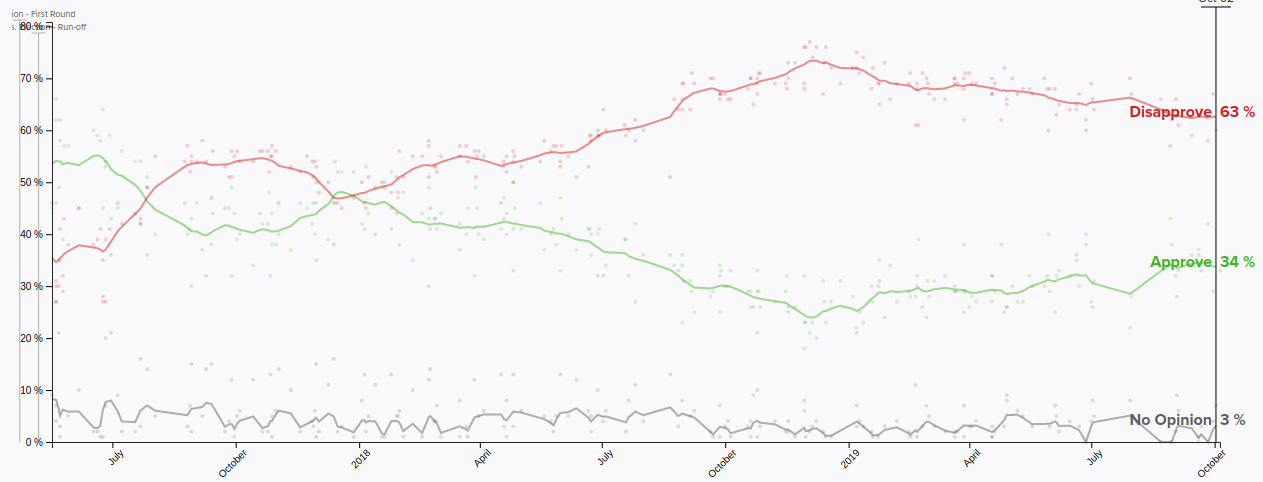 ion - First Round
- Run-off
80 %
70 %
60 %
50 %
40 %
30 %
20 %
10 %
0 %
Disapprove 63 %
Approve 34 %
No Opinion 3 %
July
October
2018
April
July
October
2019
April
July
October